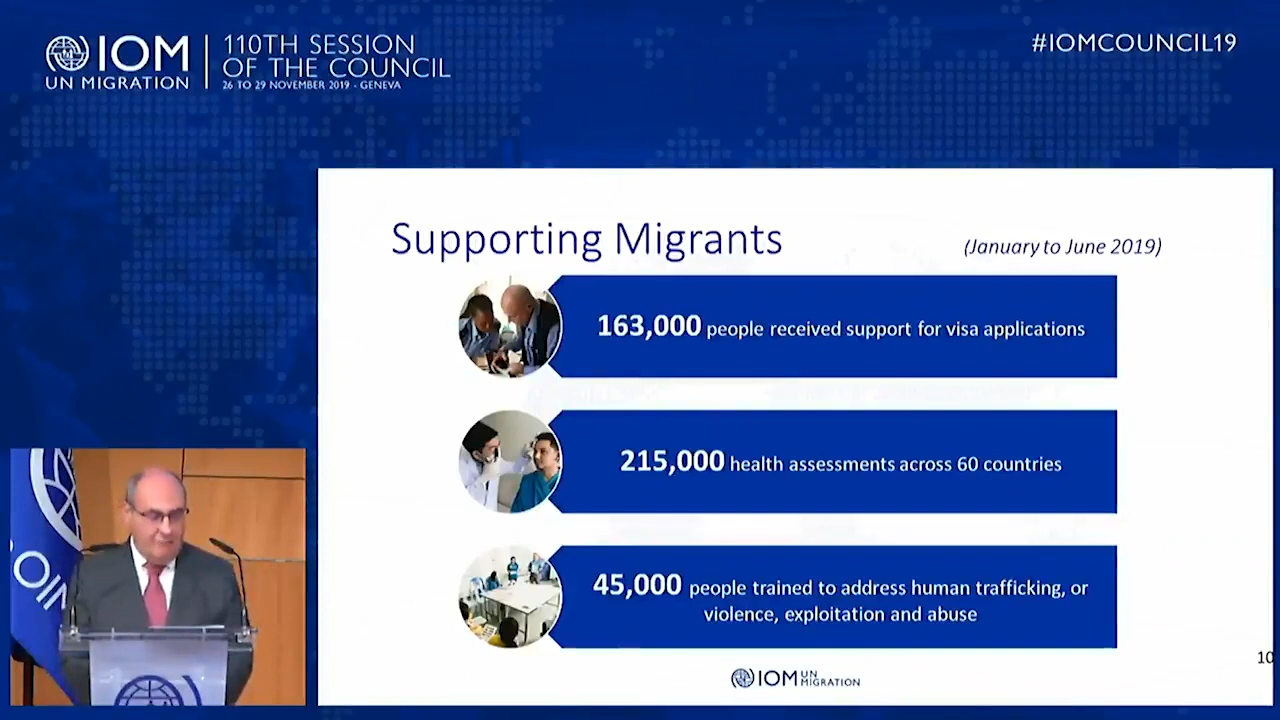 IOM
UN MIGRATION
110TH SESSION
OF THE COUNCIL
26 TO 29 NOVEMBER 2019 - GENEVA
#IOMCOUNCIL19
Supporting Migrants
(January to June 2019)
163,000 people received support for visa applications
215,000 health assessments across 60 countries
45,000 people trained to address human trafficking, or
violence, exploitation and abuse
10
IOM UN
MIGRATION
OIM